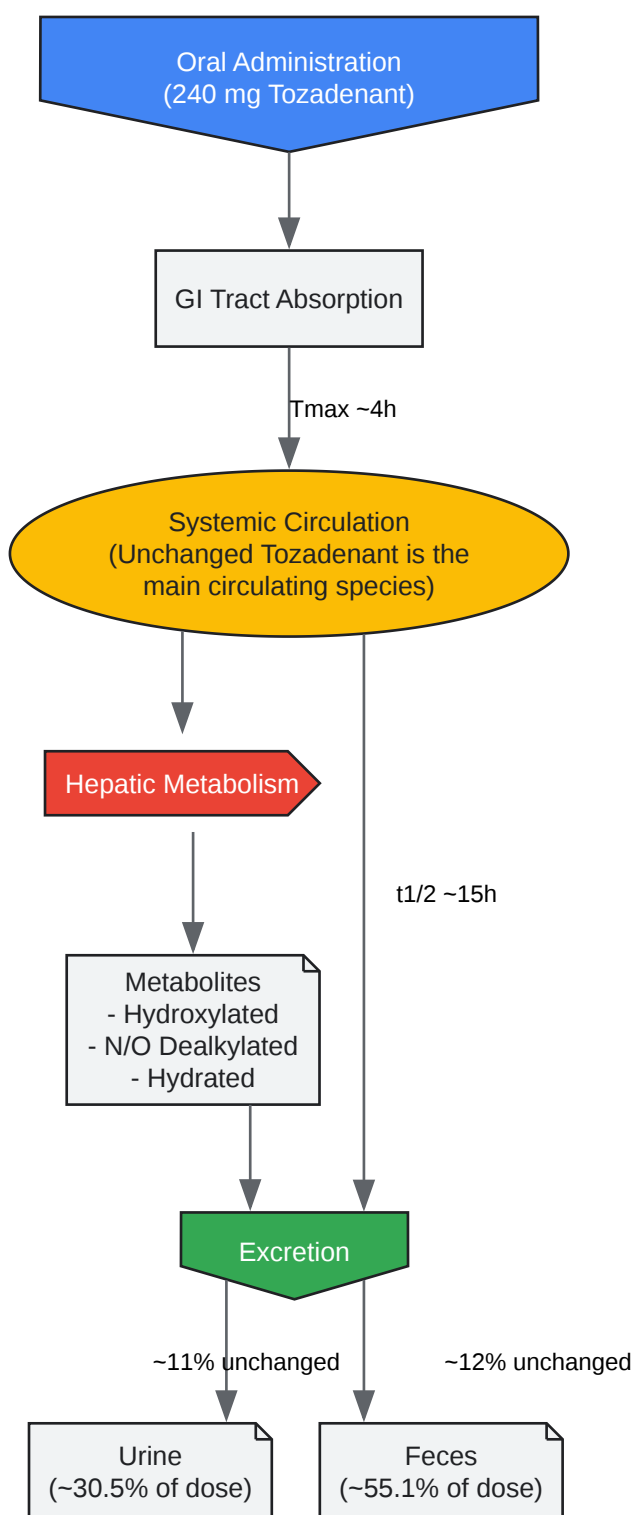 Oral Administration
(240 mg Tozadenant)
GI Tract Absorption
Tmax ~4h
Systemic Circulation
(Unchanged Tozadenant is the
main circulating species)
Hepatic Metabolism
t1/2 ~15h
Metabolites
- Hydroxylated
- N/O Dealkylated
- Hydrated
Excretion
~11% unchanged
~12% unchanged
Urine
(~30.5% of dose)
Feces
(~55.1% of dose)